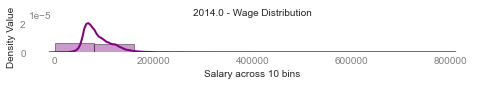 2014.0 - Wage Distribution
1e−5
Density Value
2
0
0
200000
400000
600000
800000
Salary across 10 bins